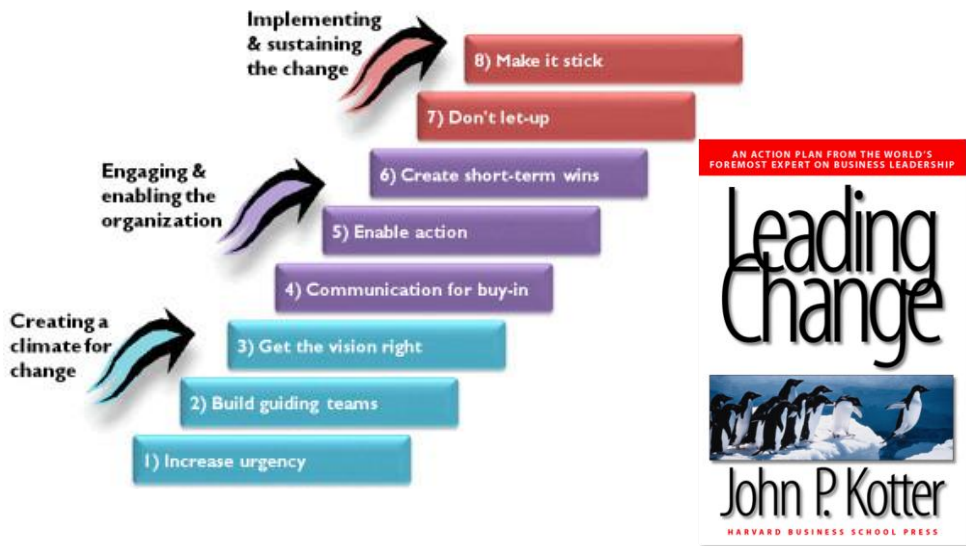 Implementing
& sustaining
the change
8) Make it stick
7) Don't let-up
Engaging &
enabling the
organization
6) Create short-term wins
5) Enable action
4) Communication for buy-in
Creating a
climate for
change
3) Get the vision right
2) Build guiding teams
1) Increase urgency
AN ACTION PLAN FROM THE WORLD'S
FOREMOST EXPERT ON BUSINESS LEADERSHIP
Leading
Change
John P. Kotter
HARVARD BUSINESS SCHOOL PRESS